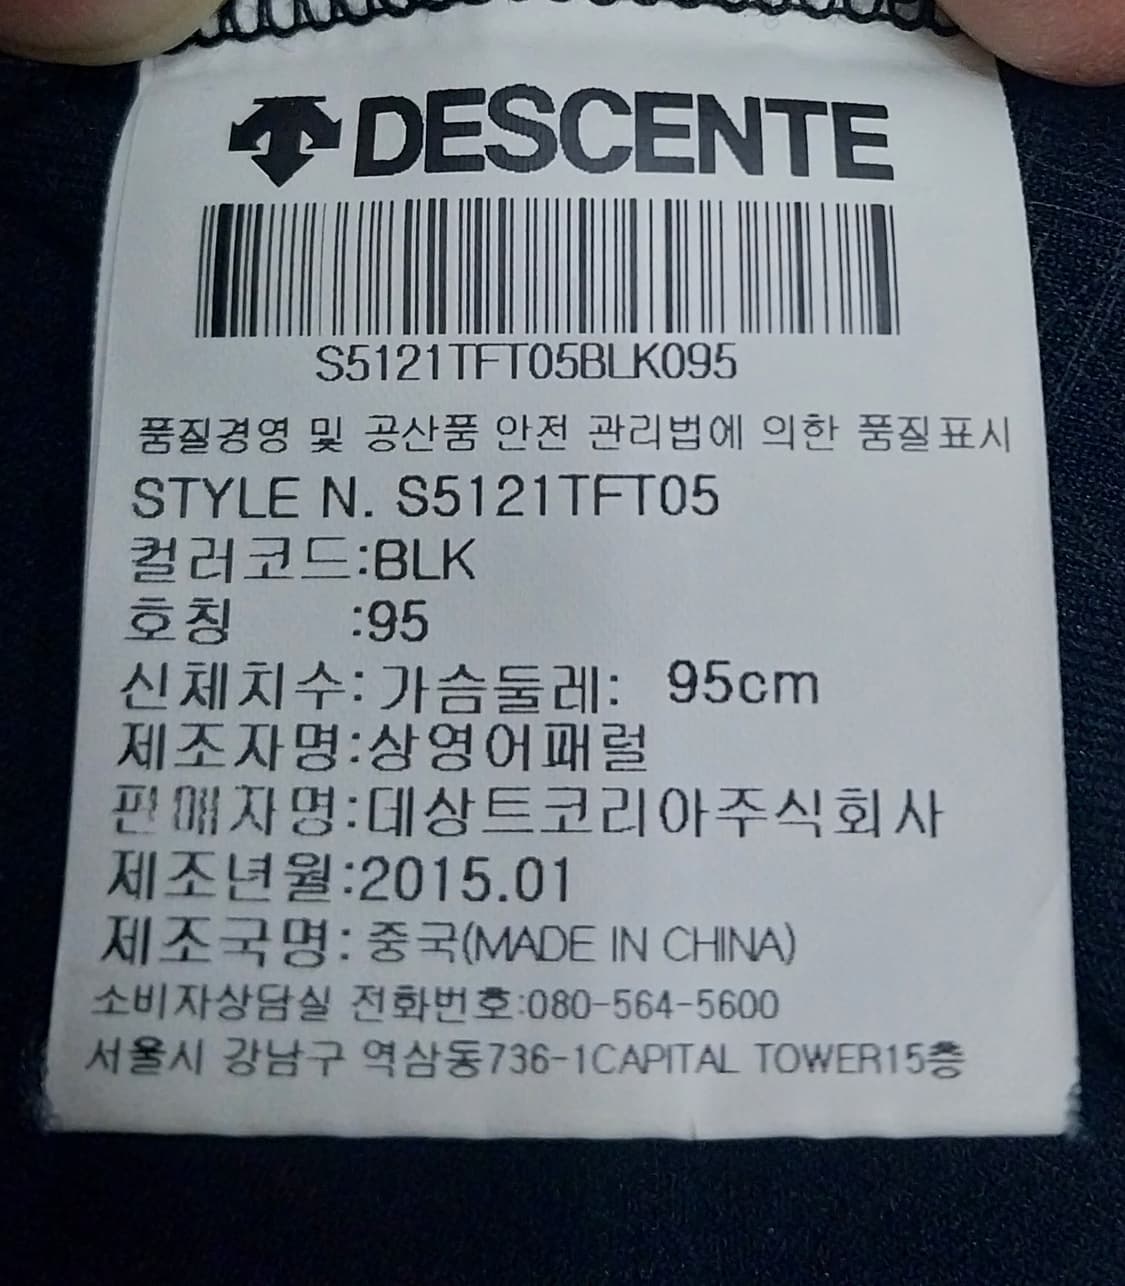 DESCENTE
S5121TFT05BLK095
품질경영 및 공산품 안전 관리법에 의한 품질표시
STYLE N. S5121TFT05
컬러코드:BLK
호칭 :95
신체치수:가슴둘레: 95cm
제조자명:상영어패럴
판매자명:데상트코리아주식회사
제조년월:2015.01
제조국명:중국(MADE IN CHINA)
소비자상담실 전화번호:080-564-5600
서울시 강남구 역삼동736-1CAPITAL TOWER15층